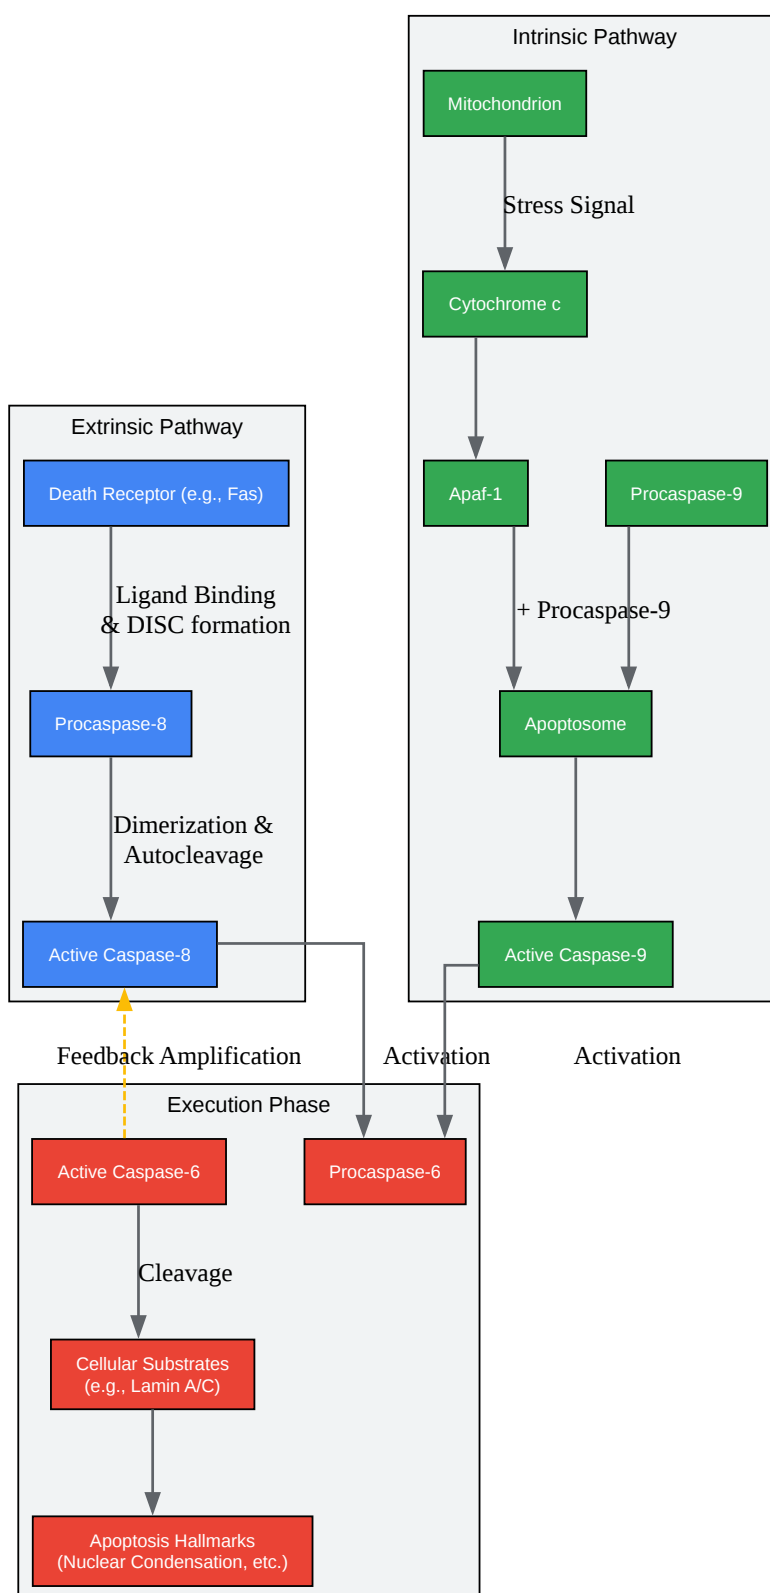 Intrinsic Pathway
Mitochondrion
Stress Signal
Cytochrome c
Apaf-1
Procaspase-9
+ Procaspase-9
Apoptosome
Active Caspase-9
Extrinsic Pathway
Death Receptor (e.g., Fas)
Ligand Binding
& DISC formation
Procaspase-8
Dimerization &
Autocleavage
Active Caspase-8
Feedback Amplification
Activation
Activation
Execution Phase
Active Caspase-6
Procaspase-6
Cleavage
Cellular Substrates
(e.g., Lamin A/C)
Apoptosis Hallmarks
(Nuclear Condensation, etc.)